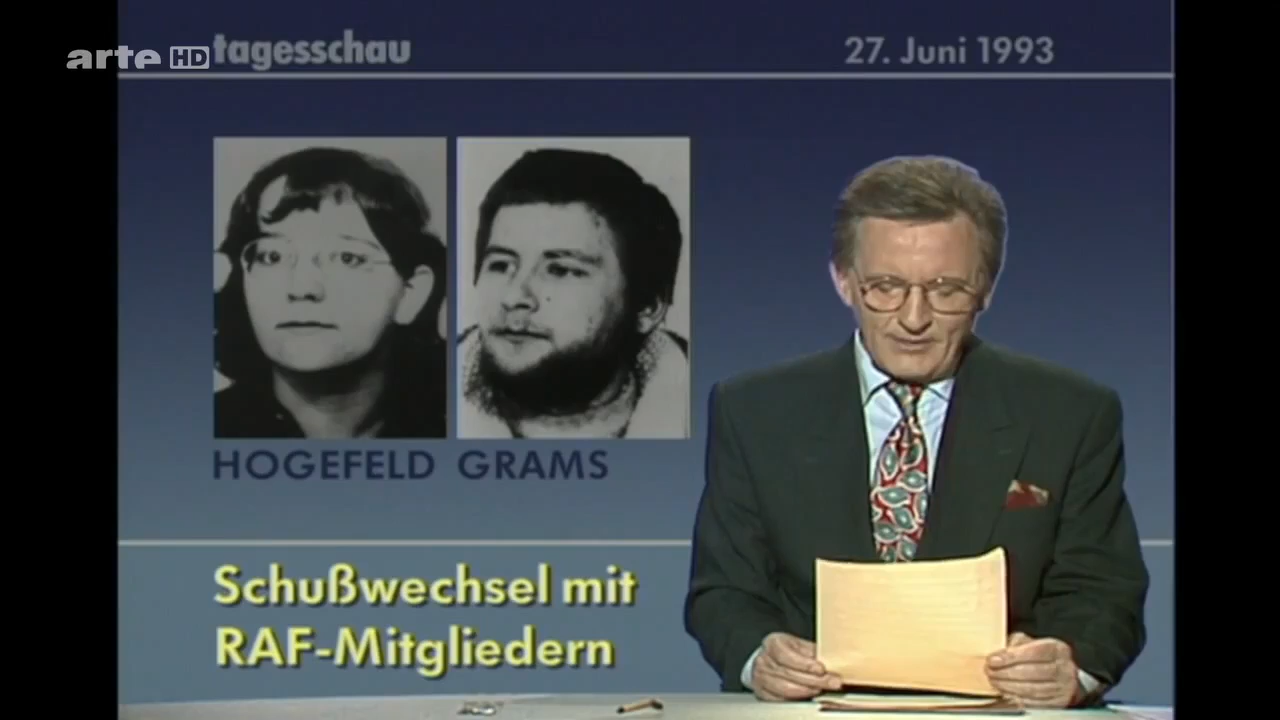 arte HD
tagesschau
27. Juni 1993
HOGEFELD GRAMS
Schußwechsel mit
RAF-Mitgliedern